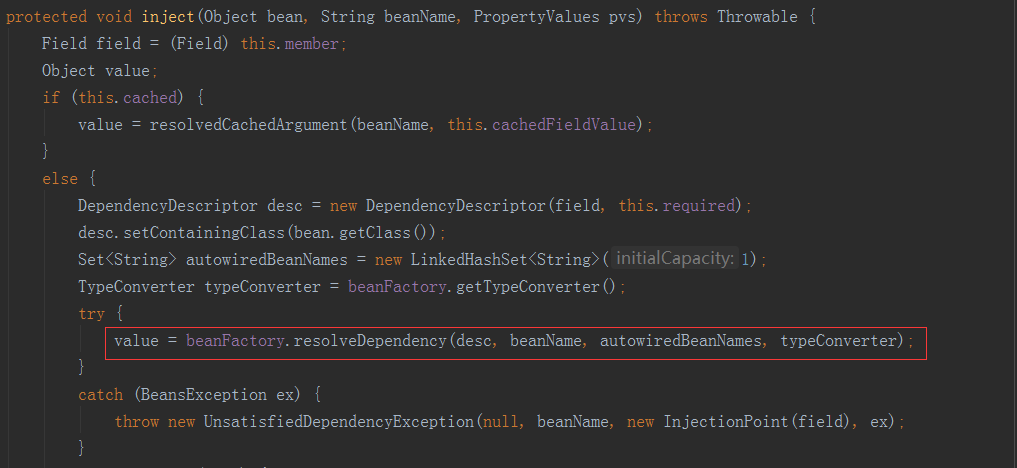 protected void inject(Object bean, String beanName, PropertyValues pvs) throws Throwable {
Field field = (Field) this.member;
Object value;
if (this.cached) {
value = resolvedCachedArgument(beanName, this.cachedFieldValue);
}
else {
DependencyDescriptor desc = new DependencyDescriptor(field, this.required);
desc.setContainingClass(bean.getClass());
Set<String> autowiredBeanNames = new LinkedHashSet<String>( initialCapacity: 1);
TypeConverter typeConverter = beanFactory.getTypeConverter();
try {
value = beanFactory.resolveDependency(desc, beanName, autowiredBeanNames, typeConverter);
}
catch (BeansException ex) {
throw new UnsatisfiedDependencyException(null, beanName, new InjectionPoint(field), ex);
}